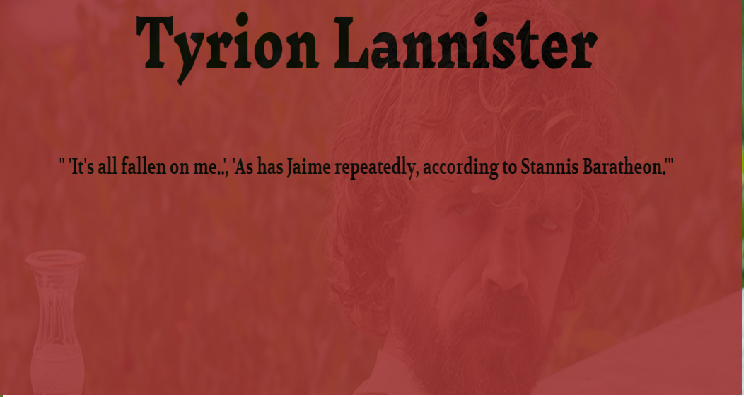 Tyrion Lannister
" 'It's all fallen on me..', 'As has Jaime repeatedly, according to Stannis Baratheon.'"